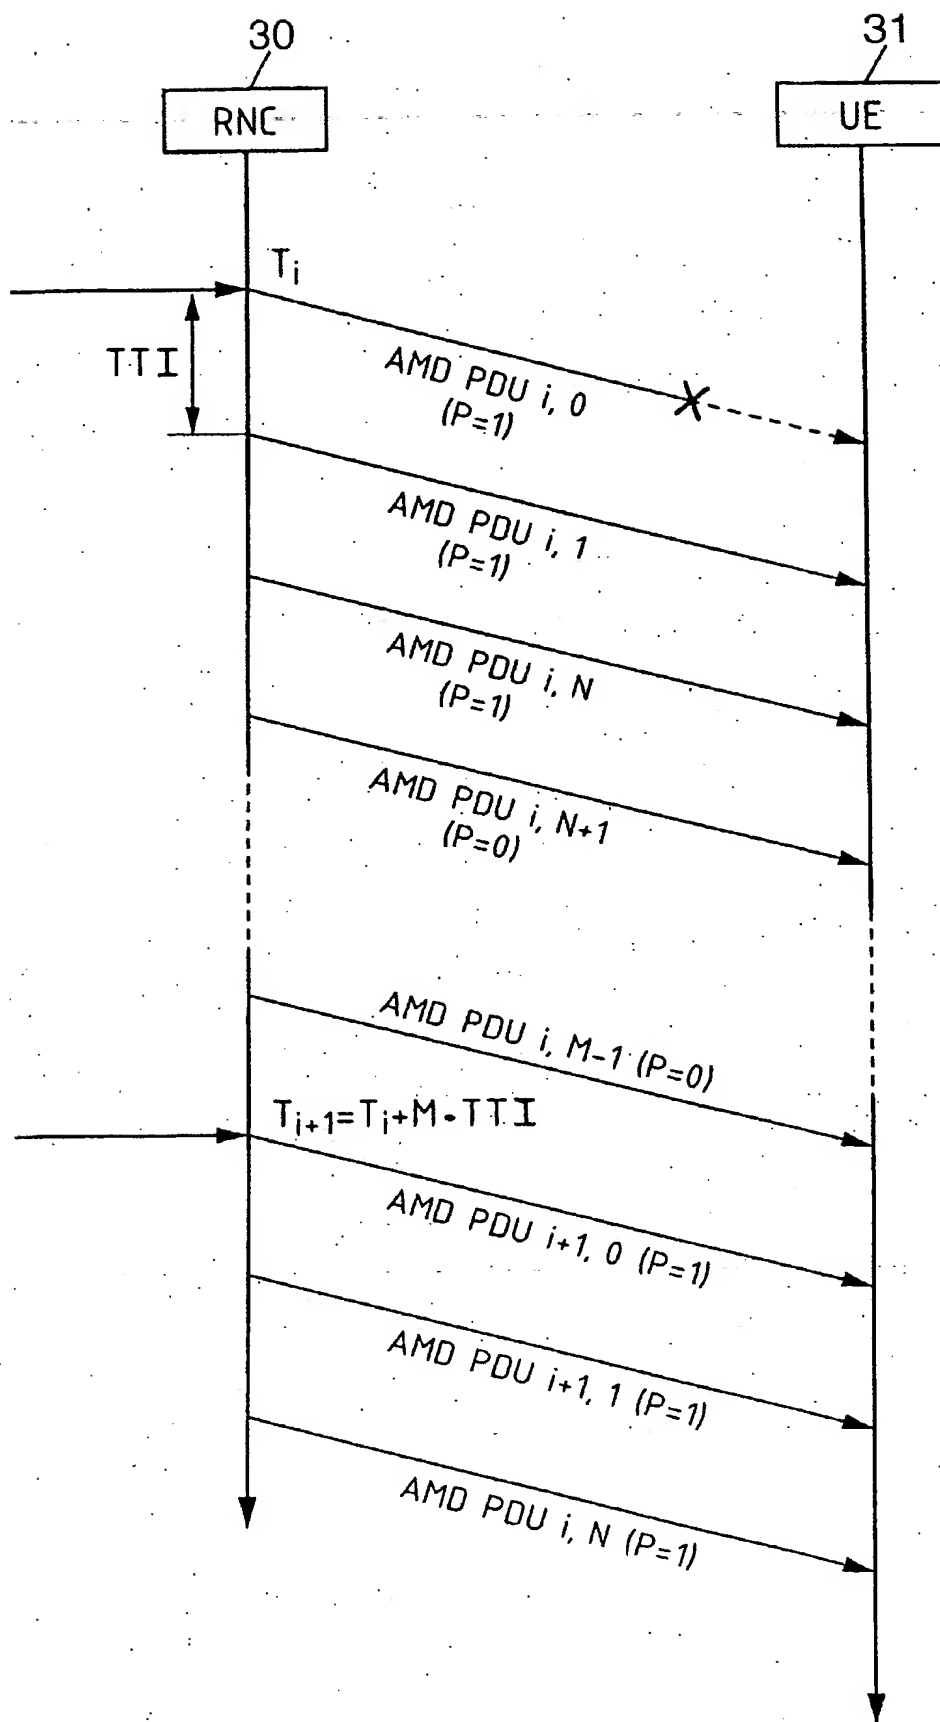 30
31
RNC
UE
Ti
TTI
AMD PDU i, 0
(P=1)
AMD PDU i, 1
(P=1)
AMD PDU i, N
(P=1)
AMD PDU i, N+1
(P=0)
AMD PDU i, M-1 (P=0)
Ti+1=Ti+M•TTI
AMD PDU i+1, 0 (P=1)
AMD PDU i+1, 1 (P=1)
AMD PDU i, N (P=1)